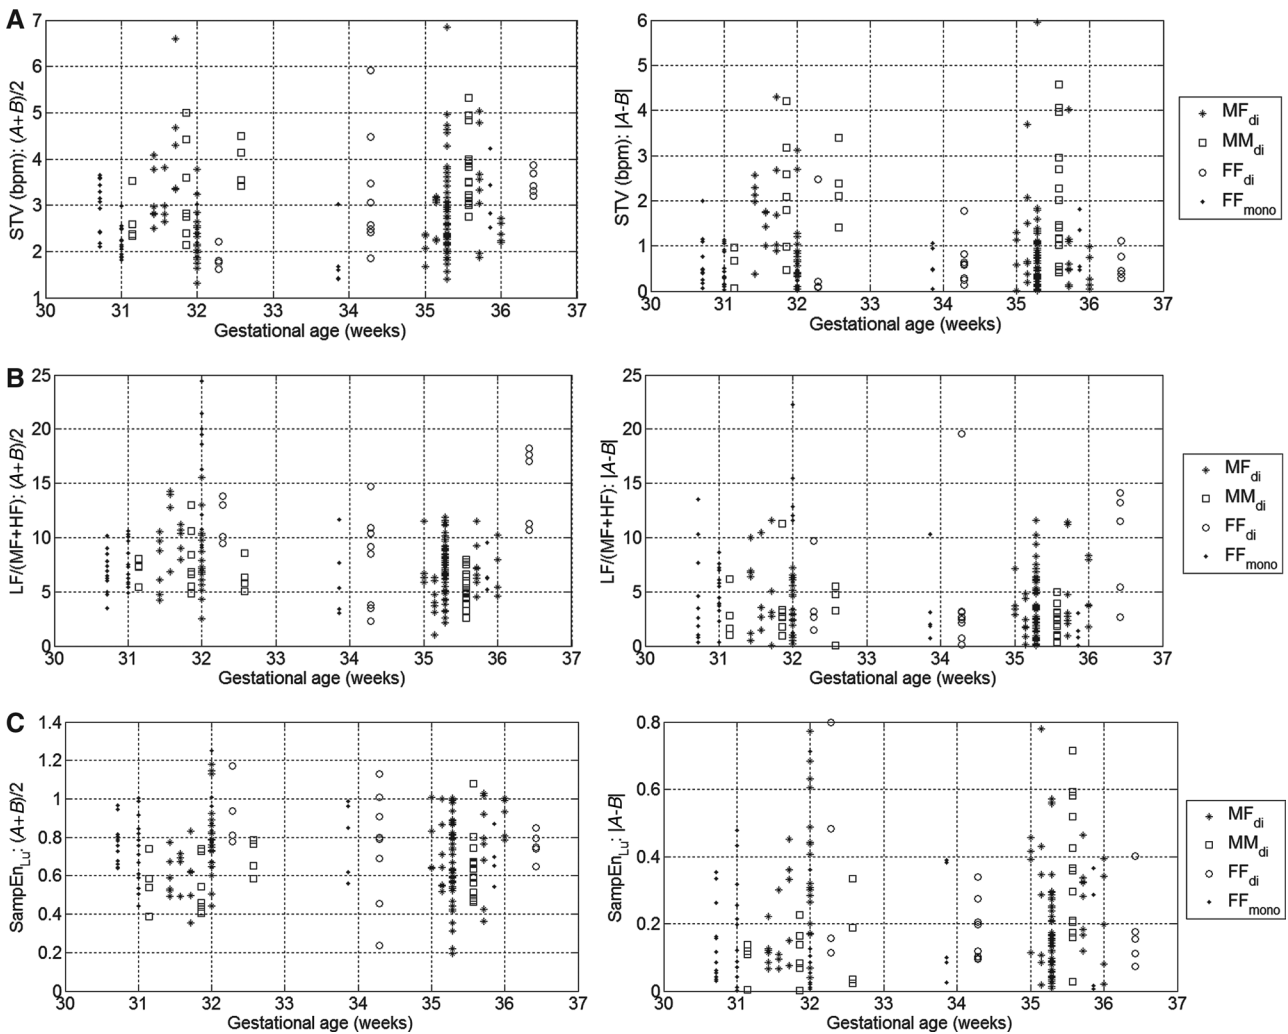 A
STV (bpm): (A+B)/2
7
6
5
4
3
2
1
30 31 32 33 34 35 36 37
Gestational age (weeks)
STV (bpm): |A-B|
6
5
4
3
2
1
0
30 31 32 33 34 35 36 37
Gestational age (weeks)
MFdi
MMdi
FFdi
FFmono
B
LF/(MF+HF): (A+B)/2
25
20
15
10
5
0
30 31 32 33 34 35 36 37
Gestational age (weeks)
LF/(MF+HF): |A-B|
25
20
15
10
5
0
30 31 32 33 34 35 36 37
Gestational age (weeks)
MFdi
MMdi
FFdi
FFmono
C
SampEnLu: (A+B)/2
1.4
1.2
1
0.8
0.6
0.4
0.2
0
30 31 32 33 34 35 36 37
Gestational age (weeks)
SampEnLu: |A-B|
0.8
0.6
0.4
0.2
0
30 31 32 33 34 35 36 37
Gestational age (weeks)
MFdi
MMdi
FFdi
FFmono